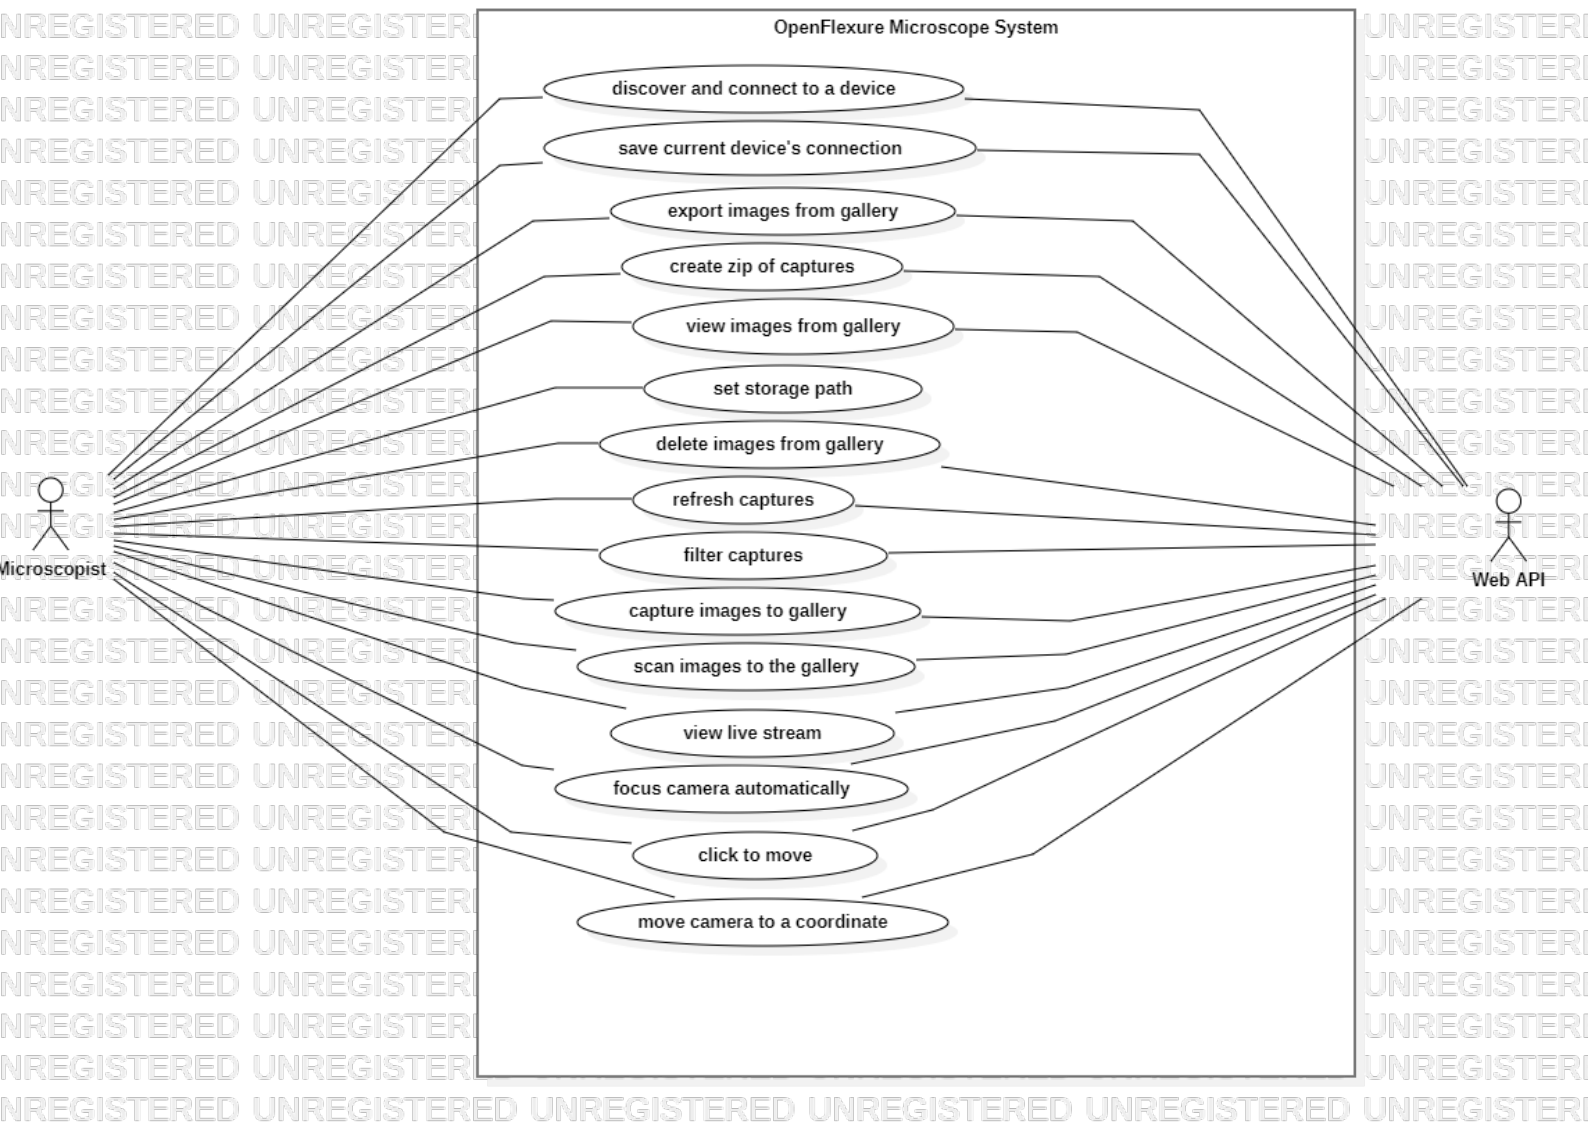 OpenFlexure Microscope System
discover and connect to a device
save current device's connection
export images from gallery
create zip of captures
view images from gallery
set storage path
delete images from gallery
refresh captures
filter captures
capture images to gallery
scan images to the gallery
view live stream
focus camera automatically
click to move
move camera to a coordinate
Microscopist
Web API
UNREGISTERED UNREGISTERED UNREGISTERED UNREGISTERED